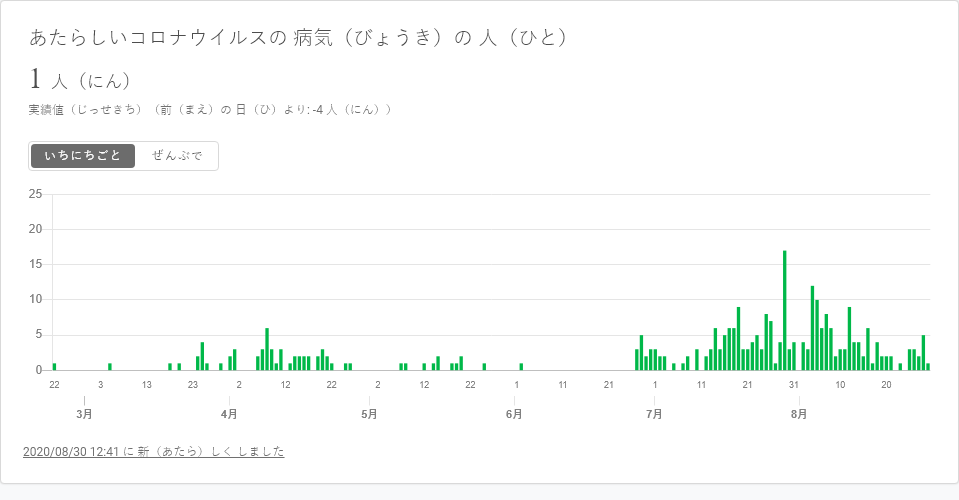 あたらしいコロナウイルスの 病気（びょうき）の 人（ひと）
1 人（にん）
実績値（じっせきち）（前（まえ）の 日（ひ）より: -4 人（にん））
いちにちごと ぜんぶで
25
20
15
10
5
0
22 3 13 23 2 12 22 2 12 22 1 11 21 1 11 21 31 10 20
3月 4月 5月 6月 7月 8月
2020/08/30 12:41 に 新（あたら）しく しました